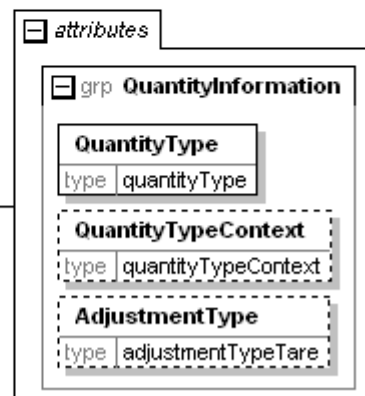 attributes
grp QuantityInformation
QuantityType
type quantityType
QuantityTypeContext
type quantityTypeContext
AdjustmentType
type adjustmentTypeTare